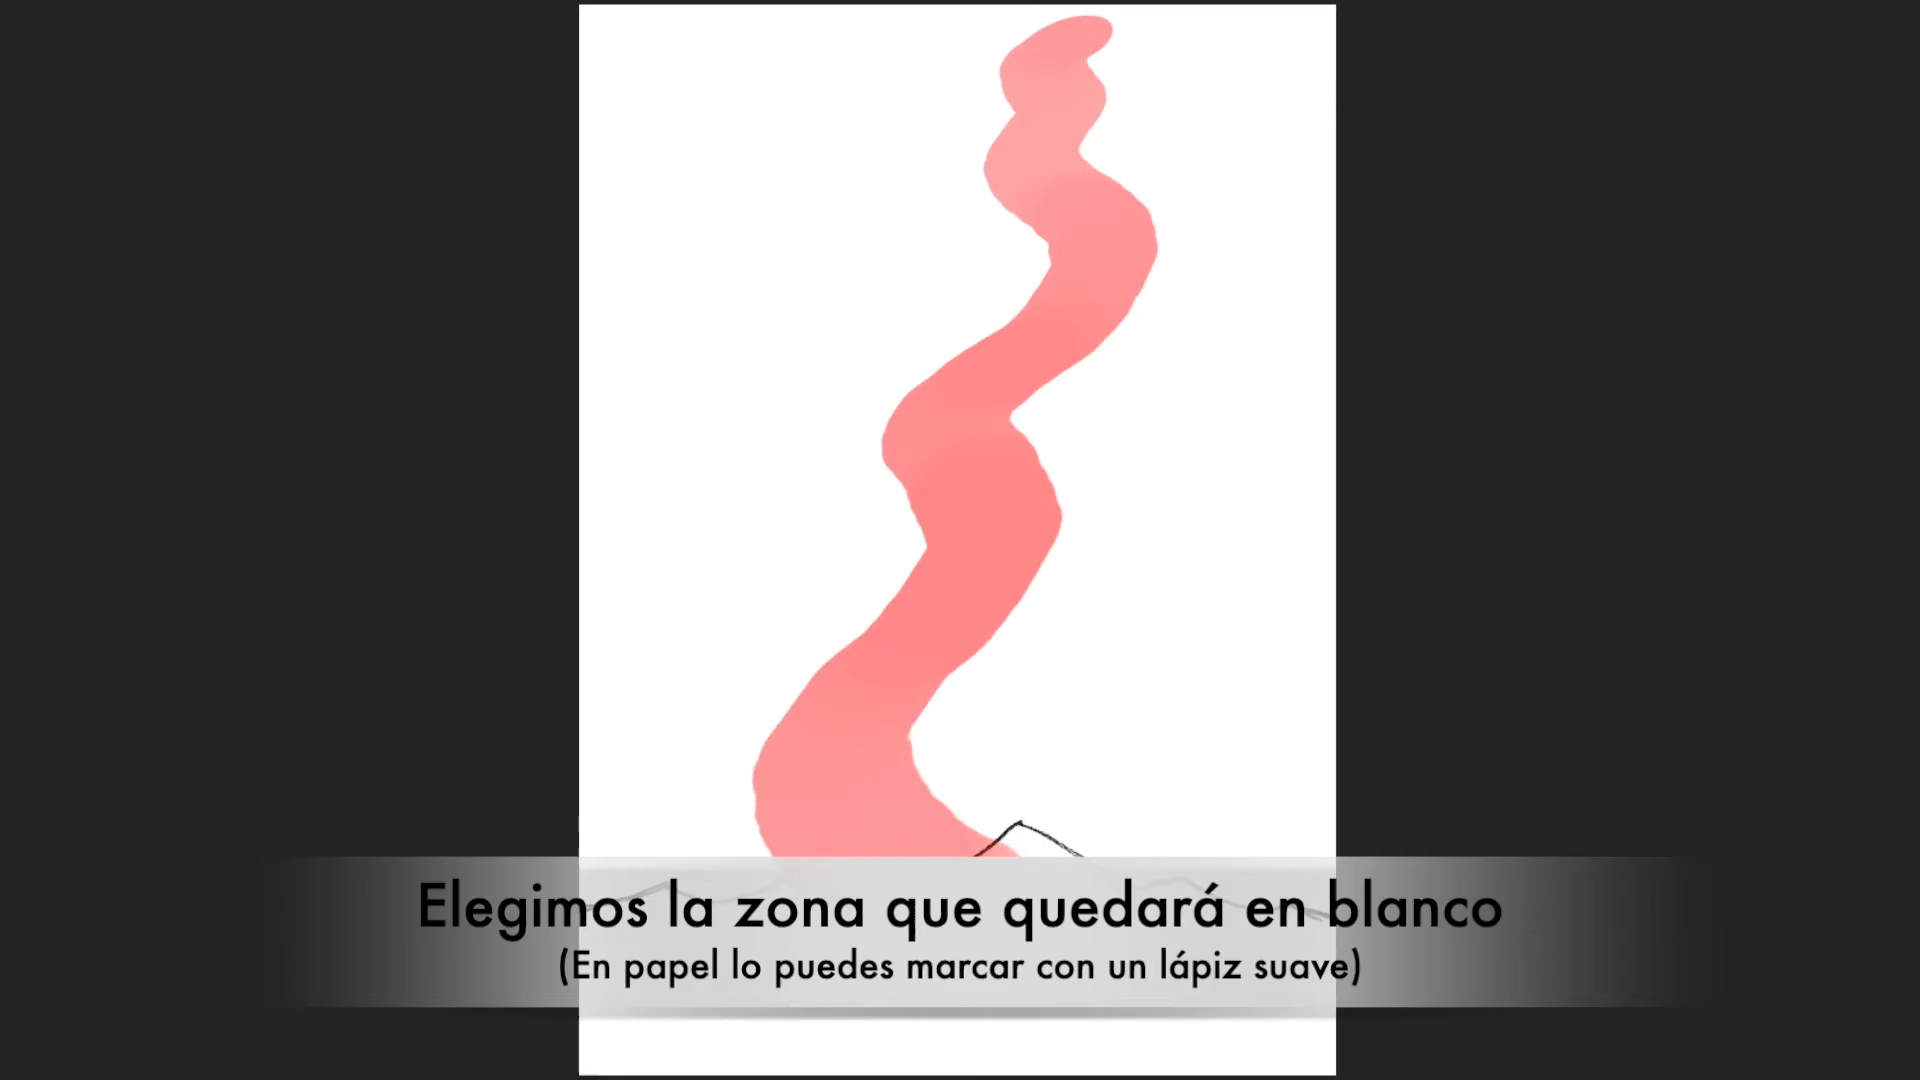 Elegimos la zona que quedará en blanco
(En papel lo puedes marcar con un lápiz suave)